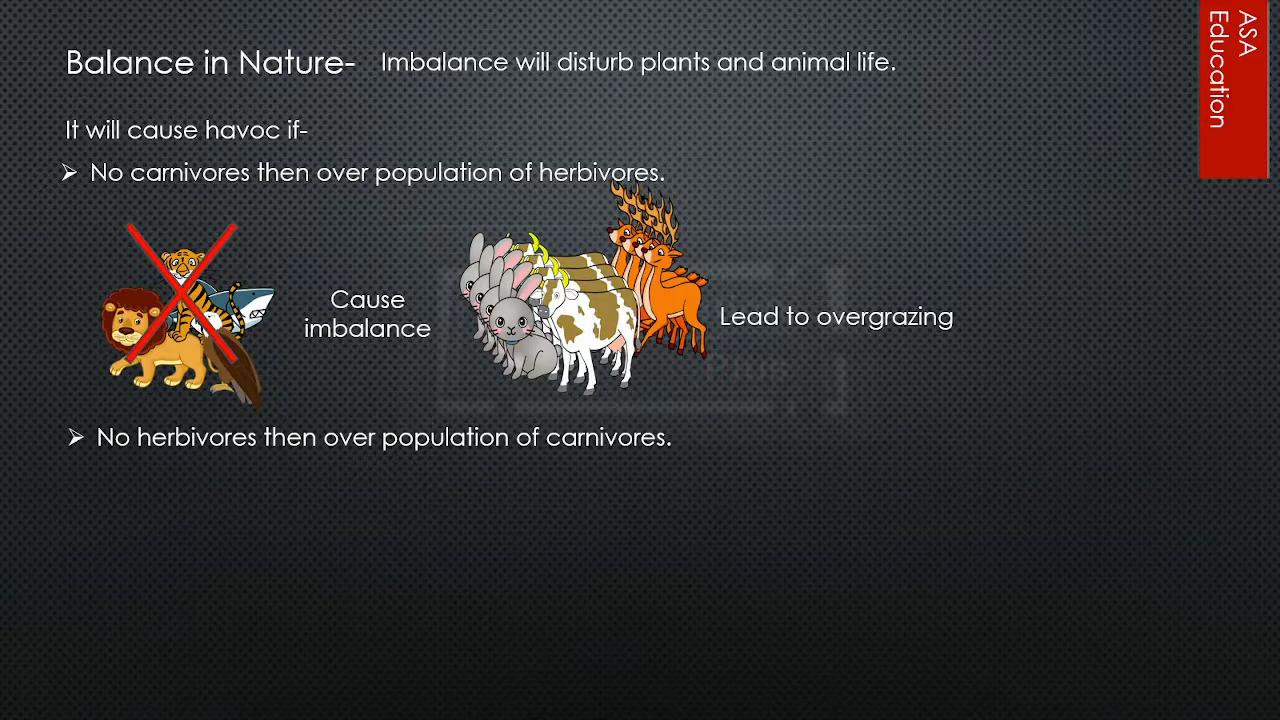 Balance in Nature- Imbalance will disturb plants and animal life.
ASA
Education
It will cause havoc if-
➢ No carnivores then over population of herbivores.
Cause
imbalance
Lead to overgrazing
➢ No herbivores then over population of carnivores.